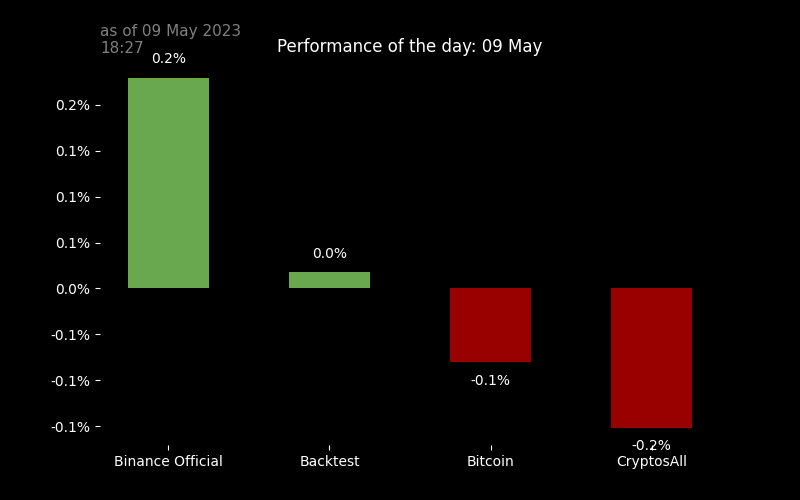 as of 09 May 2023
18:27
Performance of the day: 09 May
0.2%
0.2%
0.1%
0.1%
0.0%
0.1%
0.0%
-0.1%
-0.1%
-0.1%
-0.1%
-0.2%
Binance Official
Backtest
Bitcoin
CryptosAll